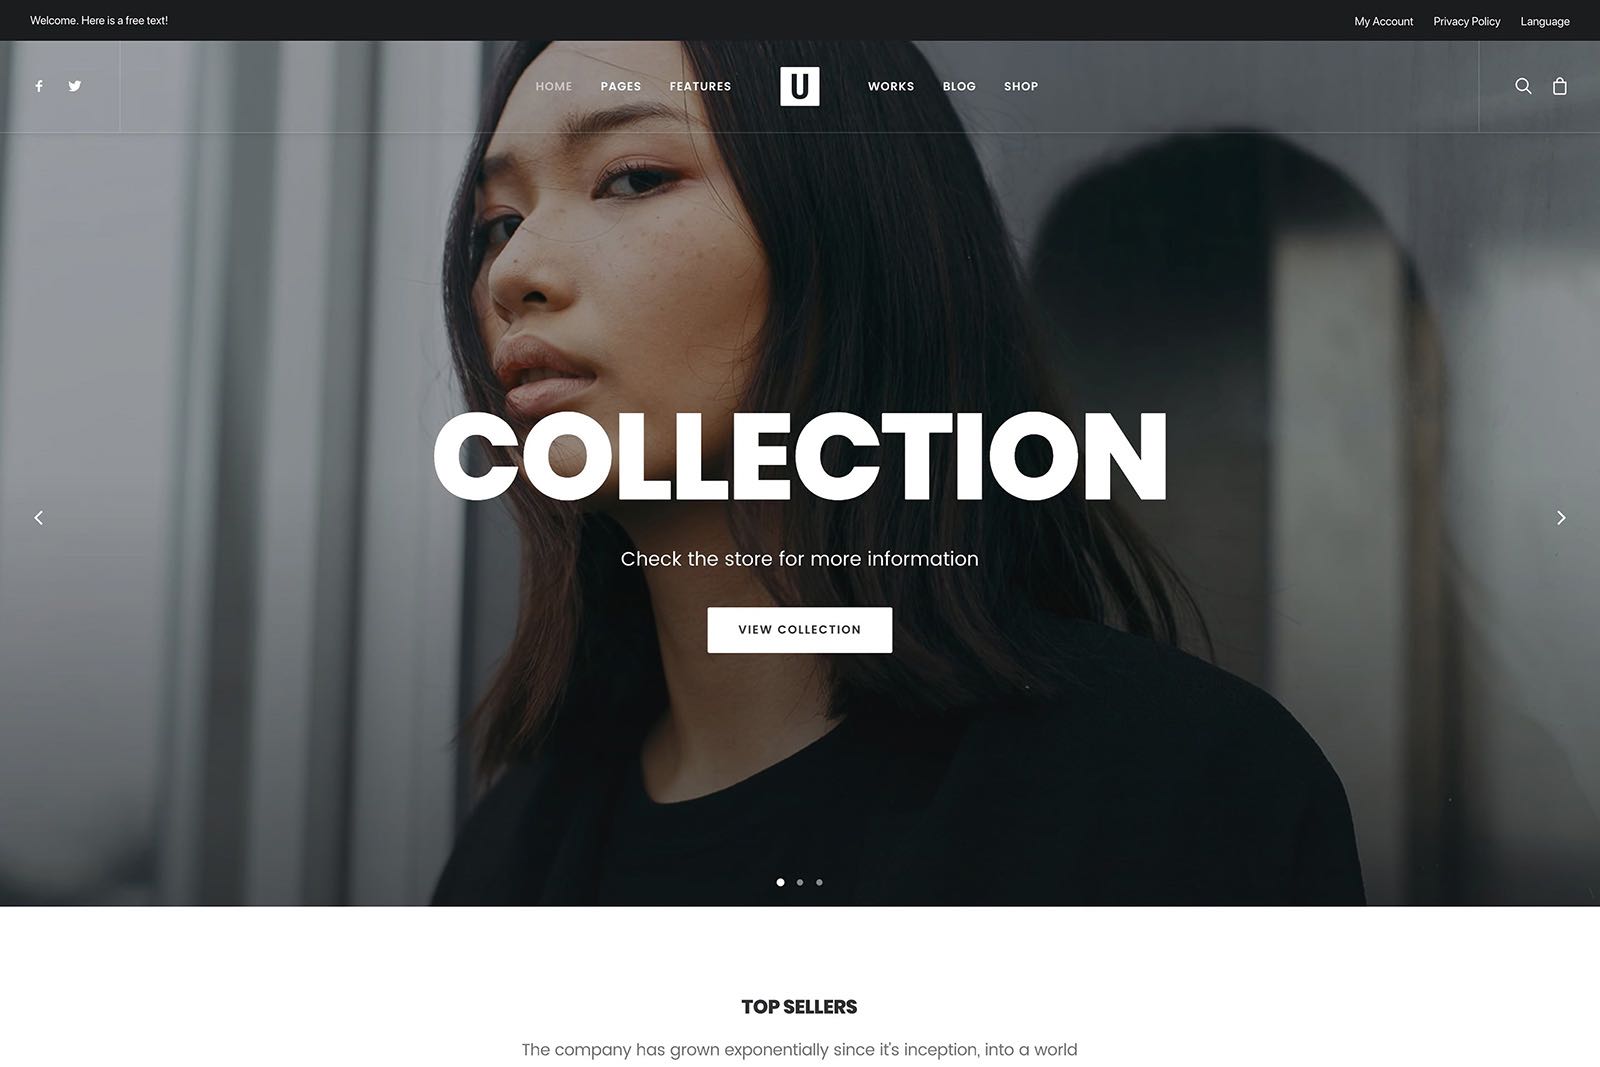 Welcome. Here is a free text!
My Account Privacy Policy Language
HOME PAGES FEATURES U WORKS BLOG SHOP
COLLECTION
Check the store for more information
VIEW COLLECTION
TOP SELLERS
The company has grown exponentially since it's inception, into a world